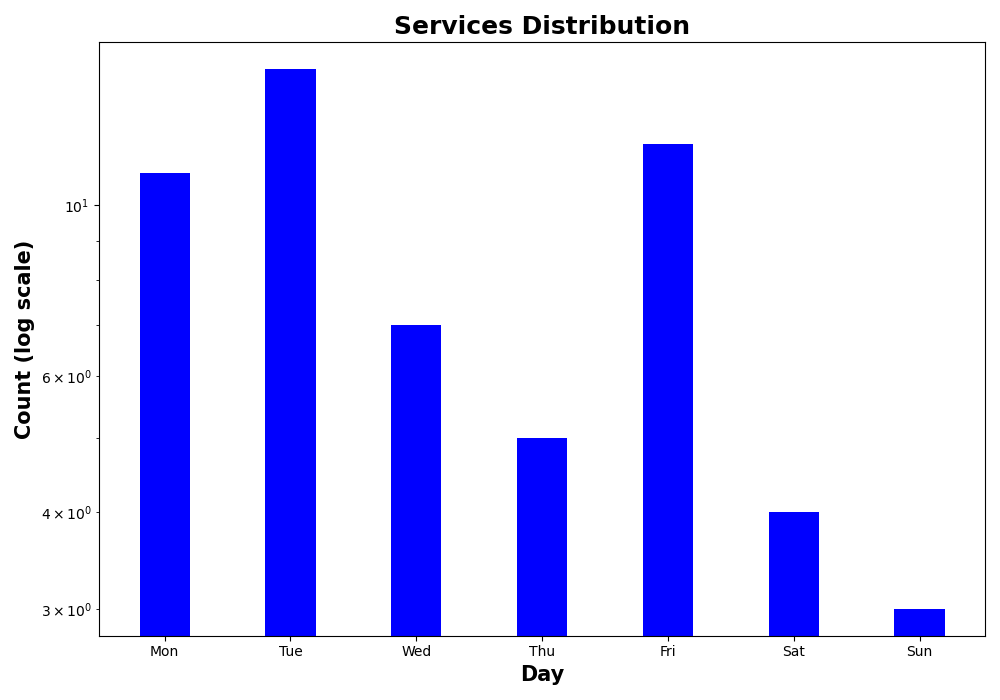 Services Distribution
Count (log scale)
10¹
6 × 10⁰
4 × 10⁰
3 × 10⁰
Mon Tue Wed Thu Fri Sat Sun
Day